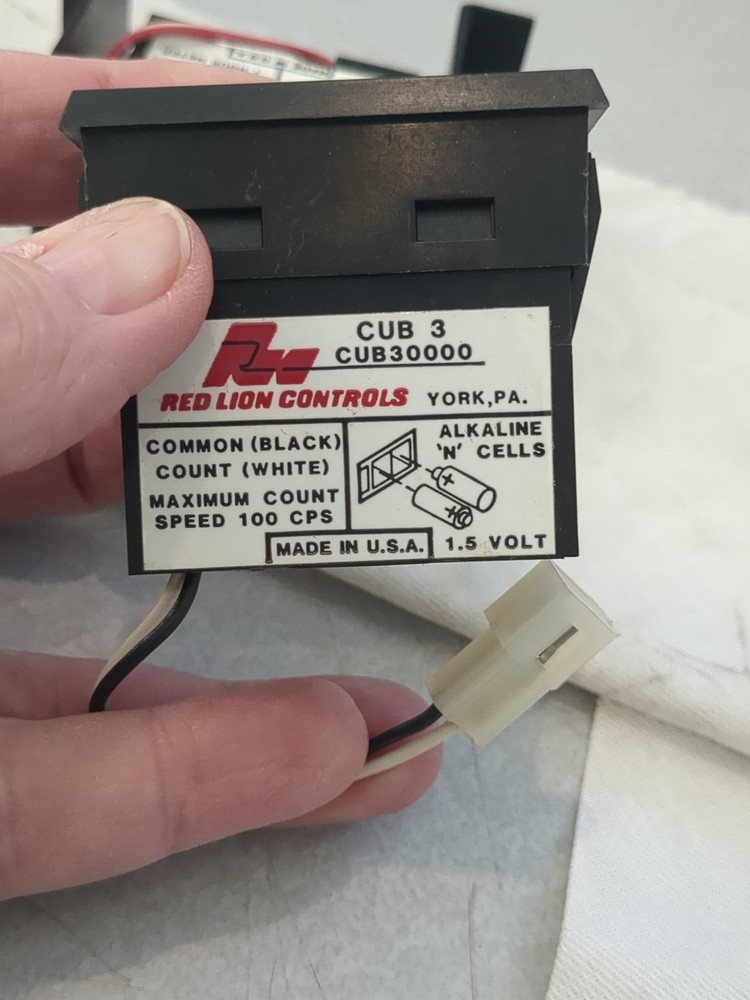 CUB 3
CUB30000
RED LION CONTROLS YORK, PA.
COMMON (BLACK)
COUNT (WHITE)
MAXIMUM COUNT
SPEED 100 CPS
ALKALINE
'N' CELLS
+
+
MADE IN U.S.A. 1.5 VOLT